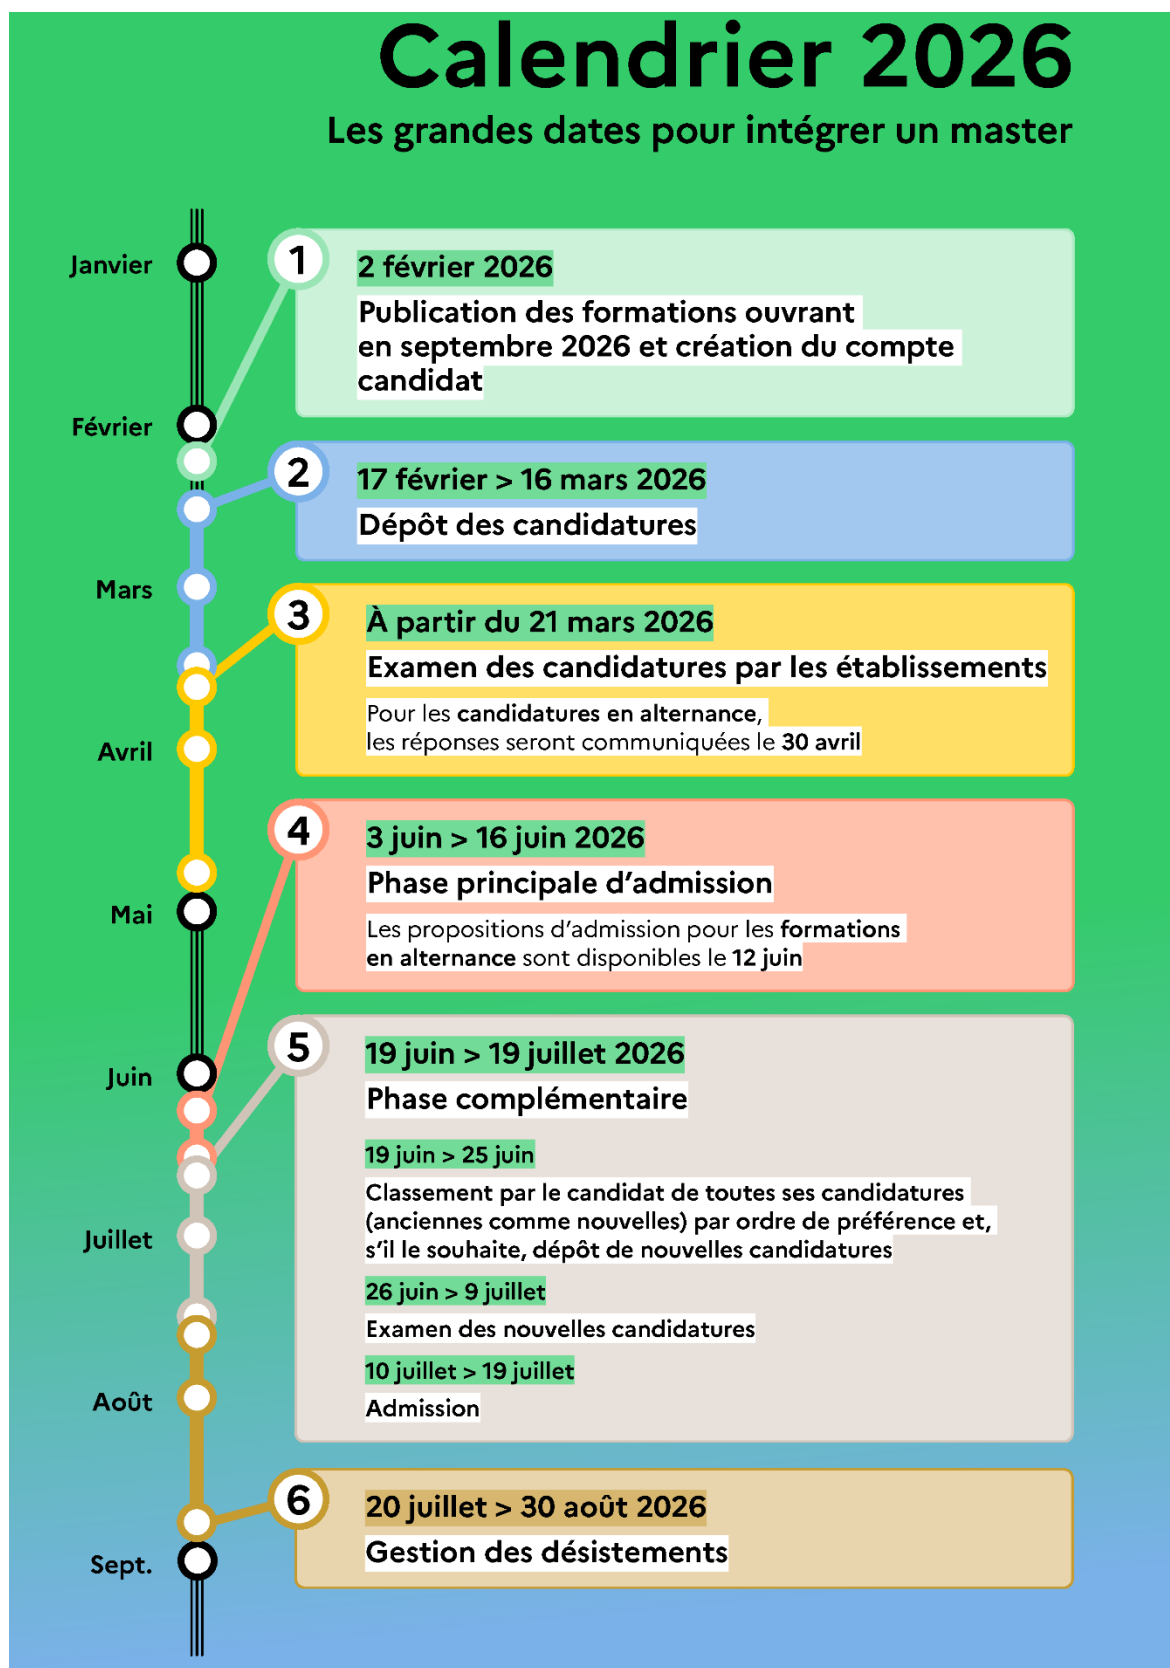 Calendrier 2026
Les grandes dates pour intégrer un master
Janvier
1
2 février 2026
Publication des formations ouvrant
en septembre 2026 et création du compte
candidat
Février
2
17 février > 16 mars 2026
Dépôt des candidatures
Mars
3
À partir du 21 mars 2026
Examen des candidatures par les établissements
Pour les candidatures en alternance,
les réponses seront communiquées le 30 avril
Avril
4
3 juin > 16 juin 2026
Phase principale d'admission
Les propositions d'admission pour les formations
en alternance sont disponibles le 12 juin
Mai
Juin
5
19 juin > 19 juillet 2026
Phase complémentaire
19 juin > 25 juin
Classement par le candidat de toutes ses candidatures
(anciennes comme nouvelles) par ordre de préférence et,
s'il le souhaite, dépôt de nouvelles candidatures
Juillet
26 juin > 9 juillet
Examen des nouvelles candidatures
10 juillet > 19 juillet
Admission
Août
6
20 juillet > 30 août 2026
Gestion des désistements
Sept.